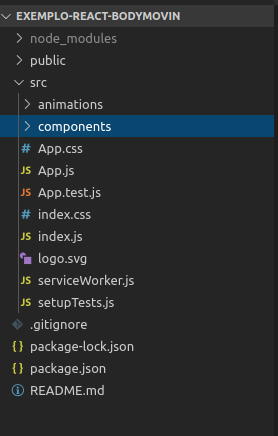 EXEMPLO-REACT-BODYMOVIN
node_modules
public
src
animations
components
# App.css
JS App.js
JS App.test.js
# index.css
JS index.js
logo.svg
JS serviceWorker.js
JS setupTests.js
.gitignore
{} package-lock.json
{} package.json
README.md